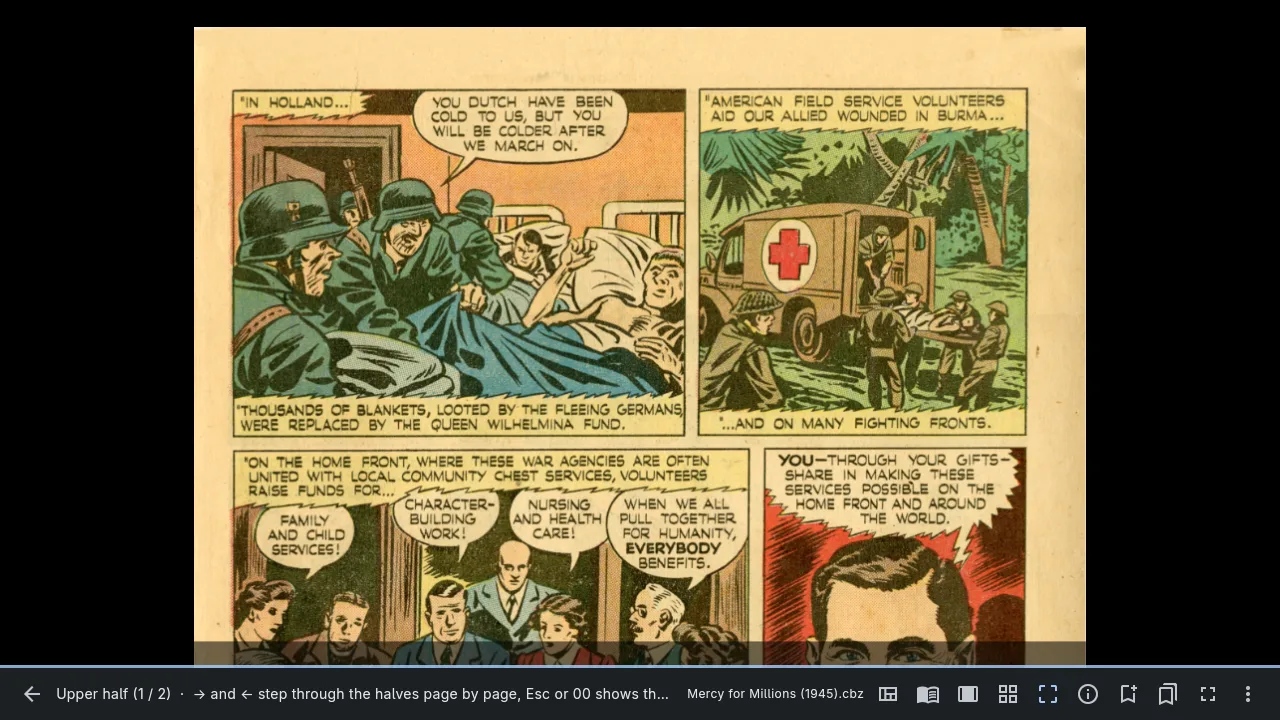 "IN HOLLAND...
YOU DUTCH HAVE BEEN
COLD TO US, BUT YOU
WILL BE COLDER AFTER
WE MARCH ON.
"THOUSANDS OF BLANKETS, LOOTED BY THE FLEEING GERMANS,
WERE REPLACED BY THE QUEEN WILHELMINA FUND.
"AMERICAN FIELD SERVICE VOLUNTEERS
AID OUR ALLIED WOUNDED IN BURMA...
"...AND ON MANY FIGHTING FRONTS.
"ON THE HOME FRONT, WHERE THESE WAR AGENCIES ARE OFTEN
UNITED WITH LOCAL COMMUNITY CHEST SERVICES, VOLUNTEERS
RAISE FUNDS FOR...
FAMILY
AND CHILD
SERVICES!
CHARACTER-
BUILDING
WORK!
NURSING
AND HEALTH
CARE!
WHEN WE ALL
PULL TOGETHER
FOR HUMANITY,
EVERYBODY
BENEFITS.
YOU—THROUGH YOUR GIFTS—
SHARE IN MAKING THESE
SERVICES POSSIBLE ON THE
HOME FRONT AND AROUND
THE WORLD.
Upper half (1 / 2) · → and ← step through the halves page by page, Esc or 00 shows th... Mercy for Millions (1945).cbz